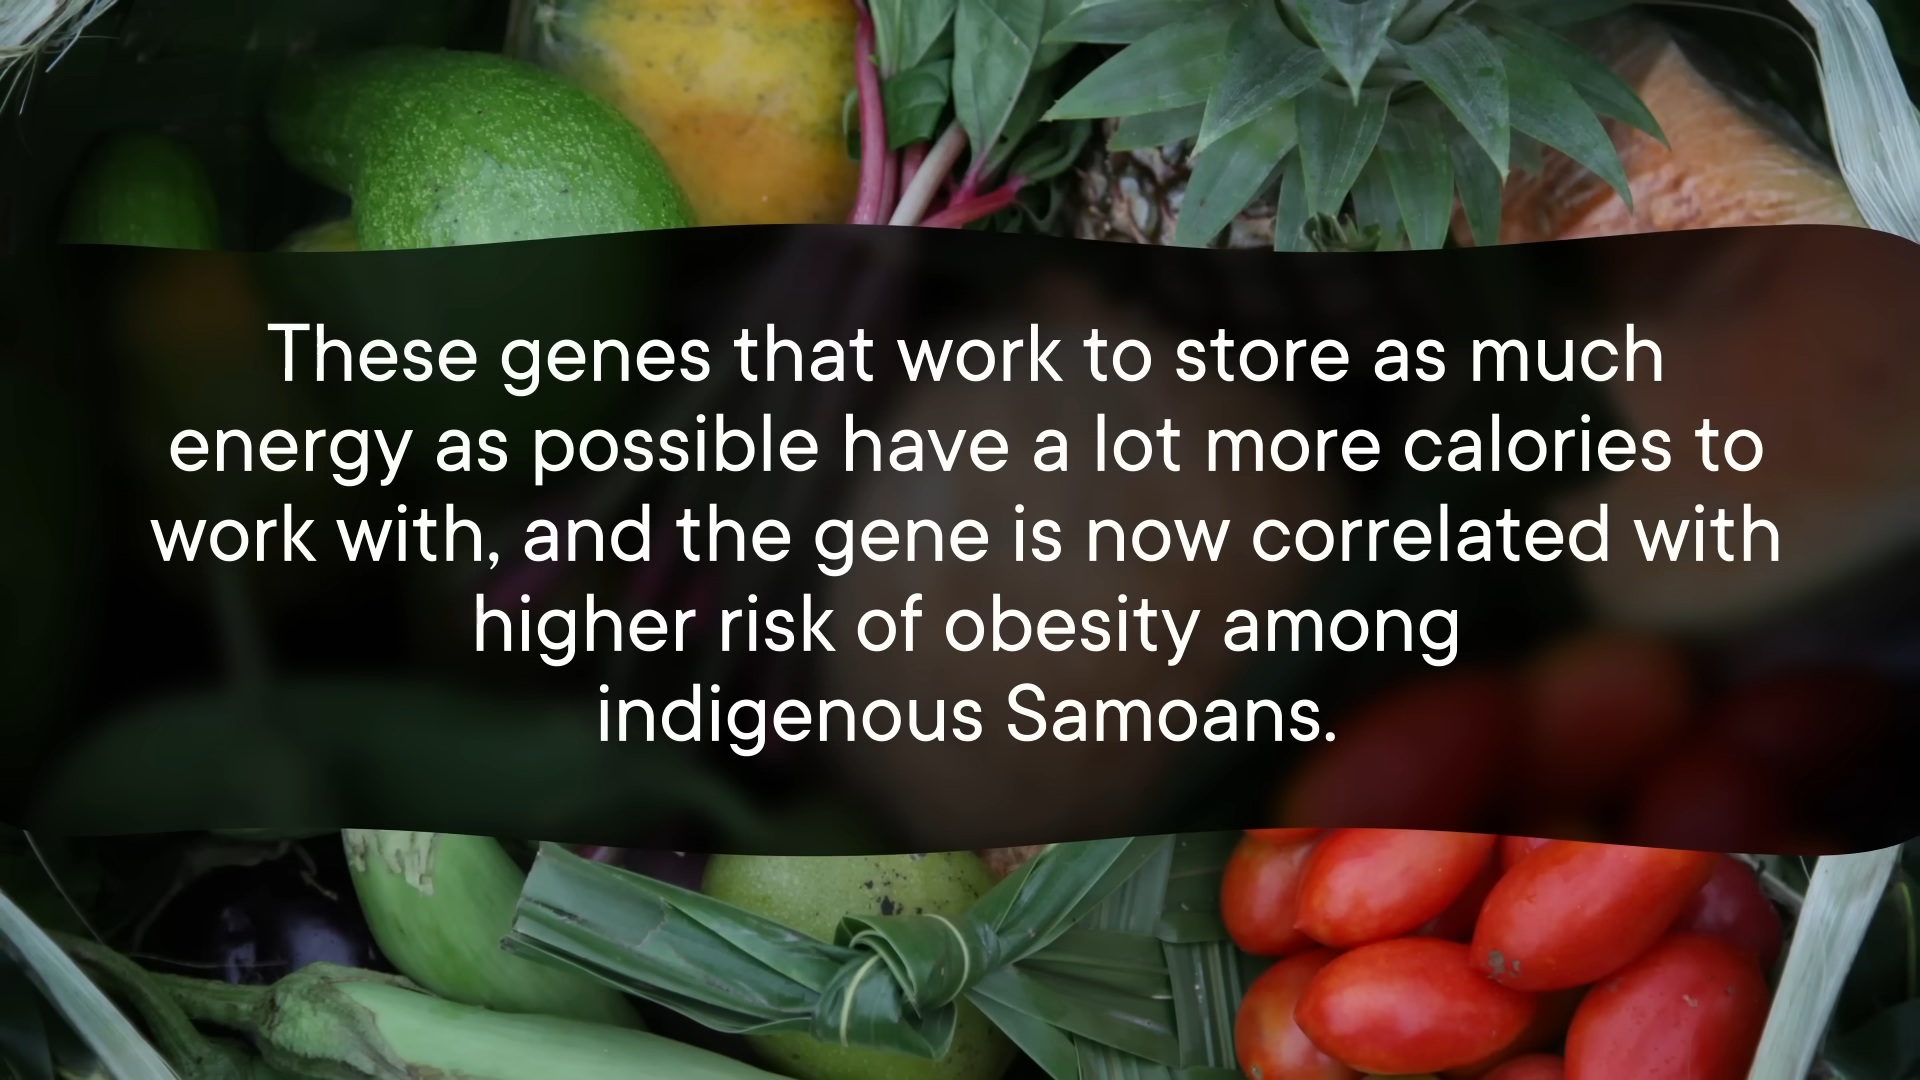 These genes that work to store as much
energy as possible have a lot more calories to
work with, and the gene is now correlated with
higher risk of obesity among
indigenous Samoans.